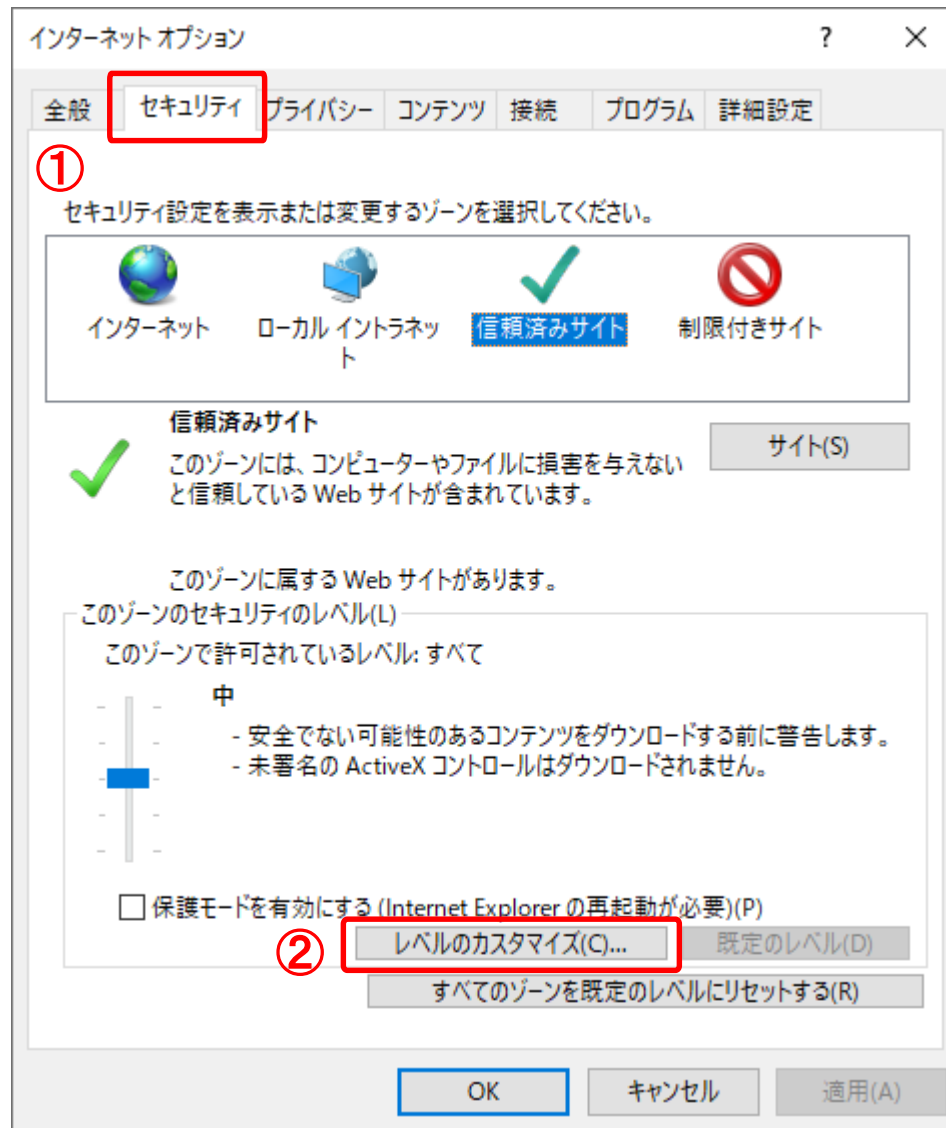 インターネット オプション ? ×
全般 セキュリティ プライバシー コンテンツ 接続 プログラム 詳細設定
①
セキュリティ設定を表示または変更するゾーンを選択してください。
インターネット ローカル イントラネッ 信頼済みサイト 制限付きサイト
ト
信頼済みサイト
サイト(S)
このゾーンには、コンピューターやファイルに損害を与えない
と信頼している Web サイトが含まれています。
このゾーンに属する Web サイトがあります。
このゾーンのセキュリティのレベル(L)
このゾーンで許可されているレベル: すべて
中
- 安全でない可能性のあるコンテンツをダウンロードする前に警告します。
- 未署名の ActiveX コントロールはダウンロードされません。
保護モードを有効にする (Internet Explorer の再起動が必要)(P)
② レベルのカスタマイズ(C)... 既定のレベル(D)
すべてのゾーンを既定のレベルにリセットする(R)
OK キャンセル 適用(A)